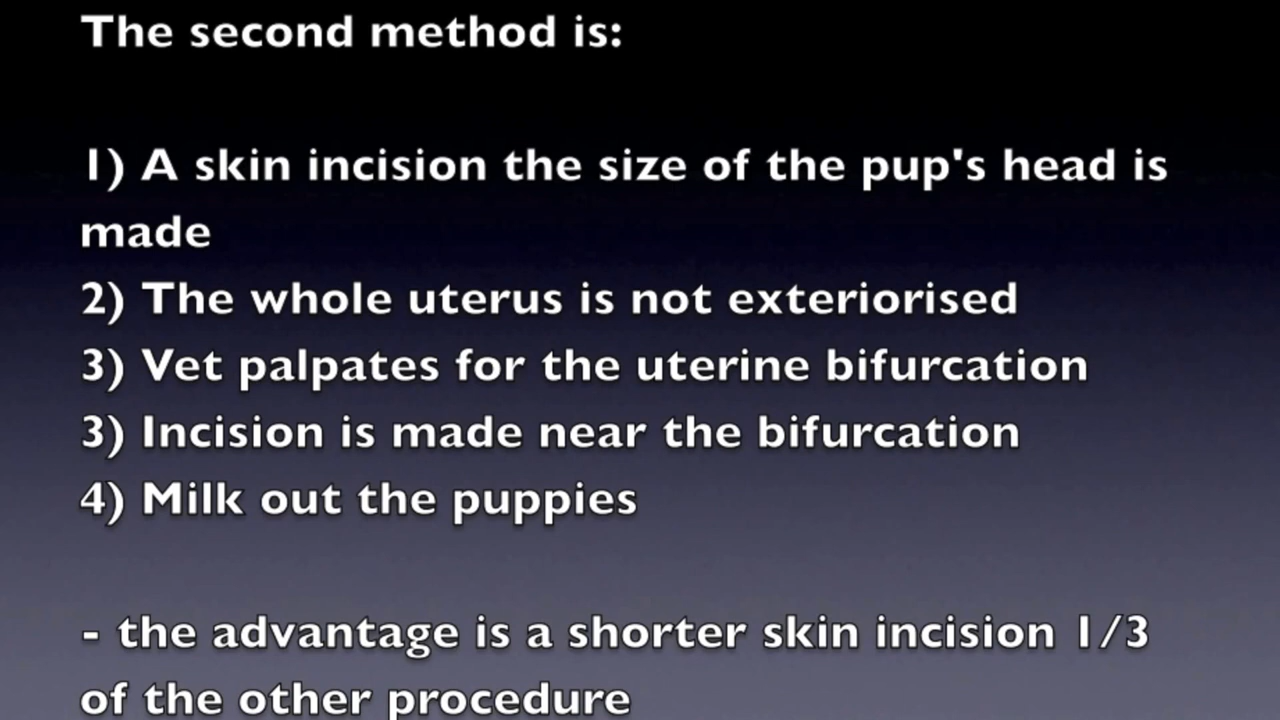 The second method is:
1) A skin incision the size of the pup's head is
made
2) The whole uterus is not exteriorised
3) Vet palpates for the uterine bifurcation
3) Incision is made near the bifurcation
4) Milk out the puppies
- the advantage is a shorter skin incision 1/3
of the other procedure